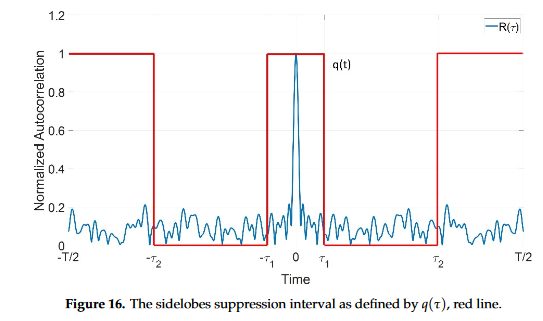 1.2
R(τ)
1
q(t)
0.8
0.6
0.4
0.2
0
Normalized Autocorrelation
-T/2
-τ2
-τ1
0
τ1
τ2
T/2
Time
Figure 16. The sidelobes suppression interval as defined by q(τ), red line.